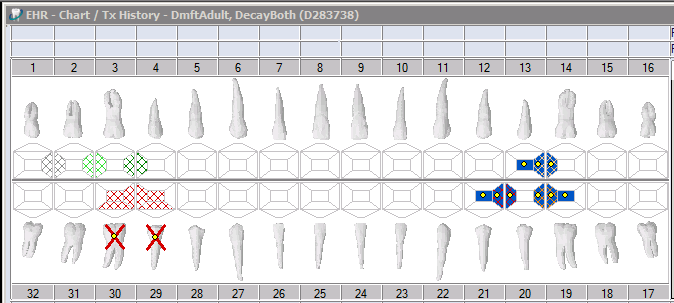 EHR - Chart / Tx History - DmftAdult, DecayBoth (D283738)
1 2 3 4 5 6 7 8 9 10 11 12 13 14 15 16
32 31 30 29 28 27 26 25 24 23 22 21 20 19 18 17